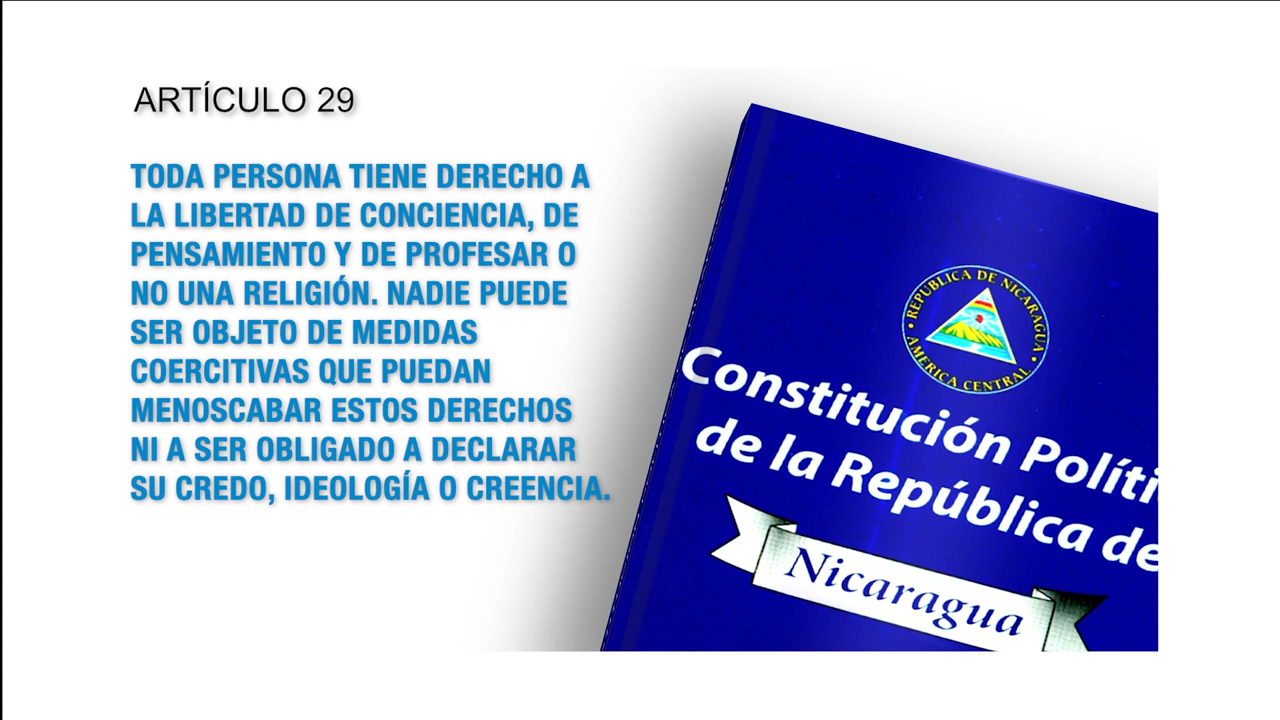 ARTÍCULO 29
TODA PERSONA TIENE DERECHO A
LA LIBERTAD DE CONCIENCIA, DE
PENSAMIENTO Y DE PROFESAR O
NO UNA RELIGIÓN. NADIE PUEDE
SER OBJETO DE MEDIDAS
COERCITIVAS QUE PUEDAN
MENOSCABAR ESTOS DERECHOS
NI A SER OBLIGADO A DECLARAR
SU CREDO, IDEOLOGÍA O CREENCIA.
REPUBLICA DE NICARAGUA
AMERICA CENTRAL
Constitución Políti
de la República de
Nicaragua